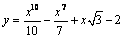 y = x^10/10 − x^7/7 + x√3 − 2